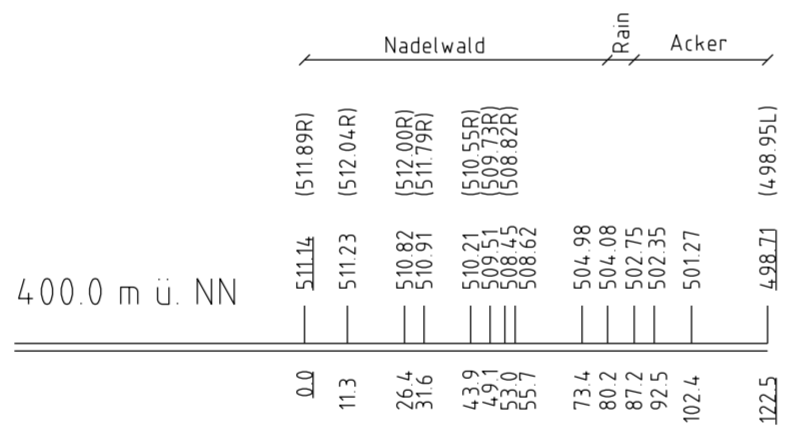 Nadelwald Rain Acker
(511.89R) (512.04R) (512.00R) (511.79R) (510.55R) (509.73R) (508.82R) (498.95L)
511.14 511.23 510.82 510.91 510.21 509.51 508.45 508.62 504.98 504.08 502.75 502.35 501.27 498.71
400.0 m ü. NN
0.0 11.3 26.4 31.6 43.9 49.1 53.0 55.7 73.4 80.2 87.2 92.5 102.4 122.5